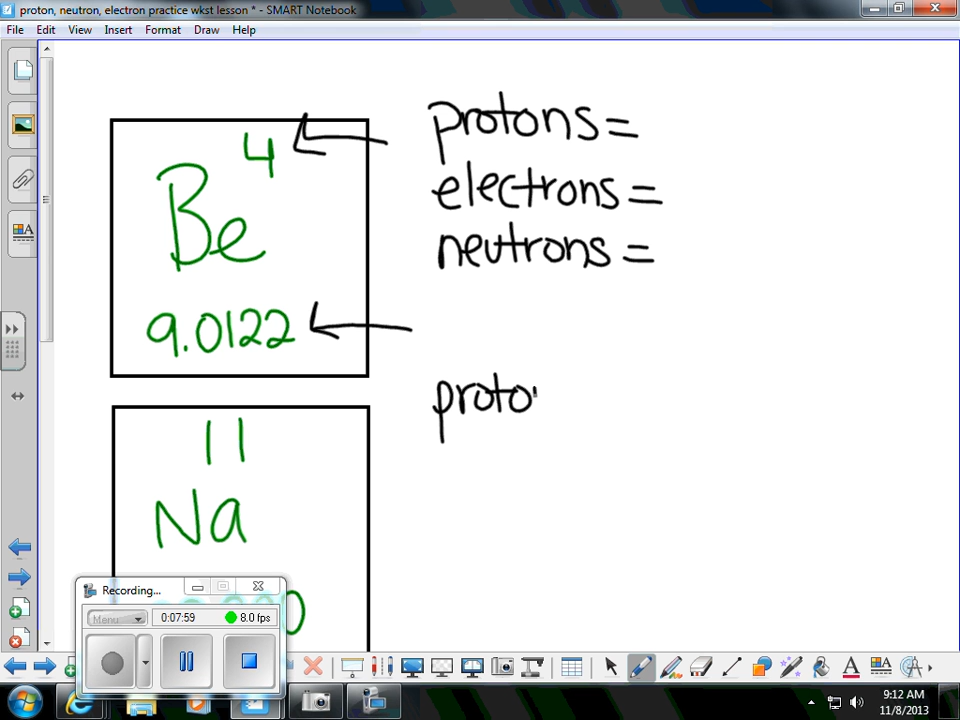 proton, neutron, electron practice wkst lesson * - SMART Notebook
File Edit View Insert Format Draw Help
4
Be
9.0122
protons=
electrons=
neutrons=
proto
11
Na
Recording...
Menu 0:07:59 8.0 fps
9:12 AM
11/8/2013